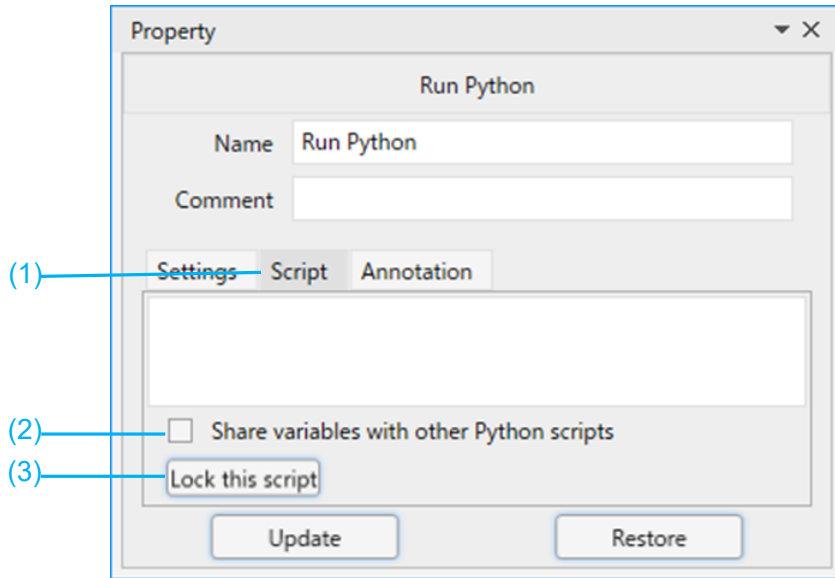 Property
Run Python
Name Run Python
Comment
(1) Settings Script Annotation
(2) Share variables with other Python scripts
(3) Lock this script
Update Restore